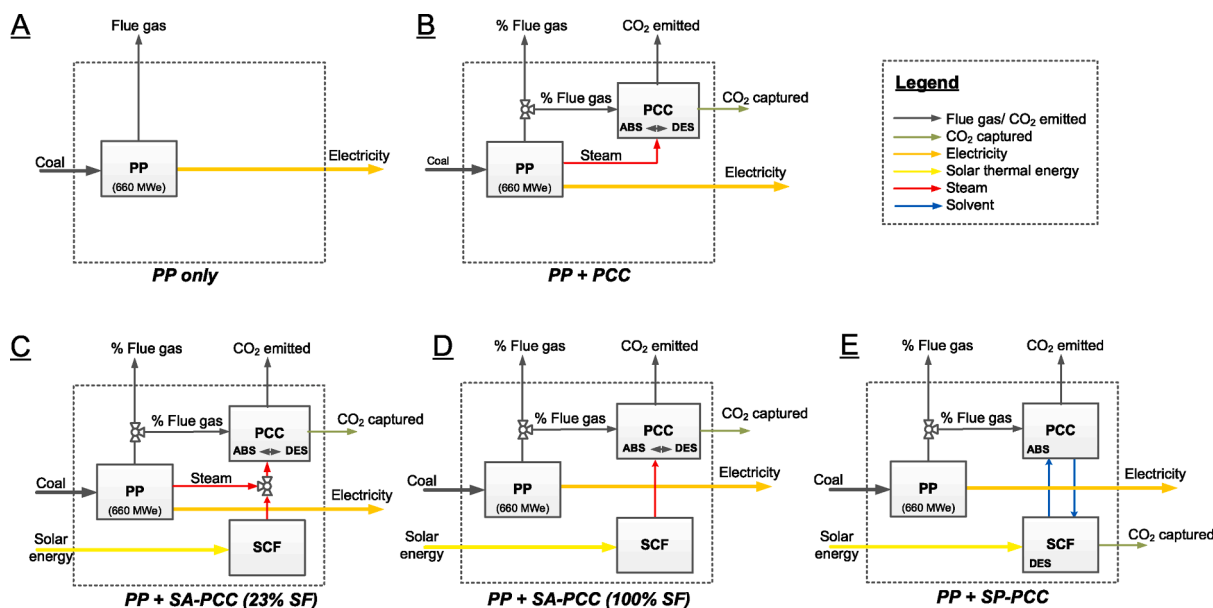 A
Flue gas
Coal
PP
(660 MWe)
Electricity
PP only
B
% Flue gas
CO₂ emitted
% Flue gas
PCC
ABS DES
CO₂ captured
Coal
PP
(660 MWe)
Steam
Electricity
PP + PCC
Legend
Flue gas/ CO₂ emitted
CO₂ captured
Electricity
Solar thermal energy
Steam
Solvent
C
% Flue gas
CO₂ emitted
% Flue gas
PCC
ABS DES
CO₂ captured
Coal
PP
(660 MWe)
Steam
Electricity
Solar
energy
SCF
PP + SA-PCC (23% SF)
D
% Flue gas
CO₂ emitted
% Flue gas
PCC
ABS DES
CO₂ captured
Coal
PP
(660 MWe)
Electricity
Solar
energy
SCF
PP + SA-PCC (100% SF)
E
% Flue gas
CO₂ emitted
% Flue gas
PCC
ABS
Coal
PP
(660 MWe)
Electricity
Solar
energy
SCF
DES
CO₂ captured
PP + SP-PCC